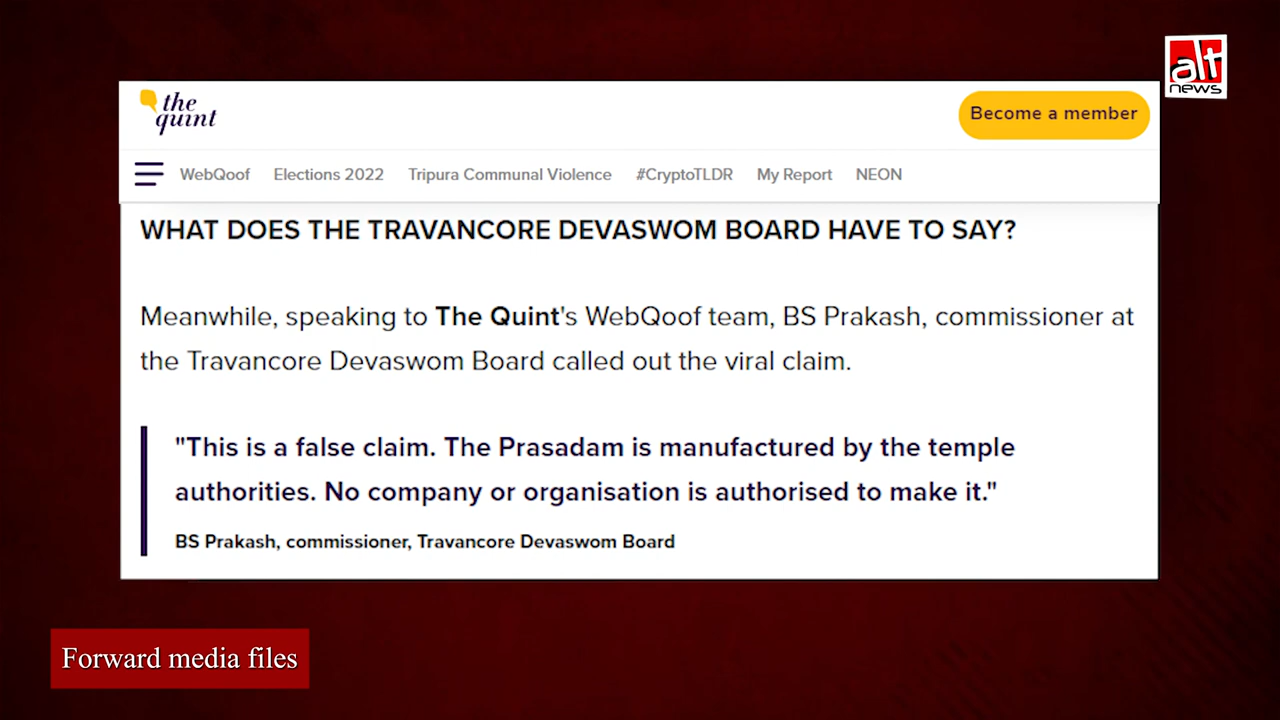 alt
news
the
quint
Become a member
WebQoof Elections 2022 Tripura Communal Violence #CryptoTLDR My Report NEON
WHAT DOES THE TRAVANCORE DEVASWOM BOARD HAVE TO SAY?
Meanwhile, speaking to The Quint's WebQoof team, BS Prakash, commissioner at
the Travancore Devaswom Board called out the viral claim.
"This is a false claim. The Prasadam is manufactured by the temple
authorities. No company or organisation is authorised to make it."
BS Prakash, commissioner, Travancore Devaswom Board
Forward media files